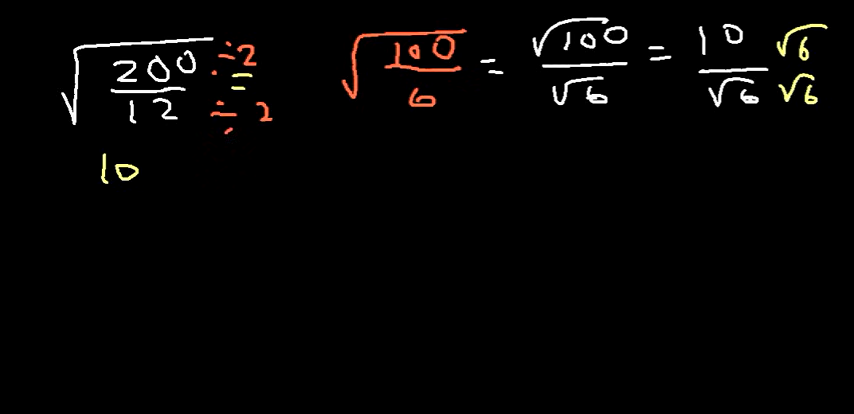 √(200/12) ÷2/÷2 = √(100/6) = √100/√6 = 10/√6 √6/√6
10